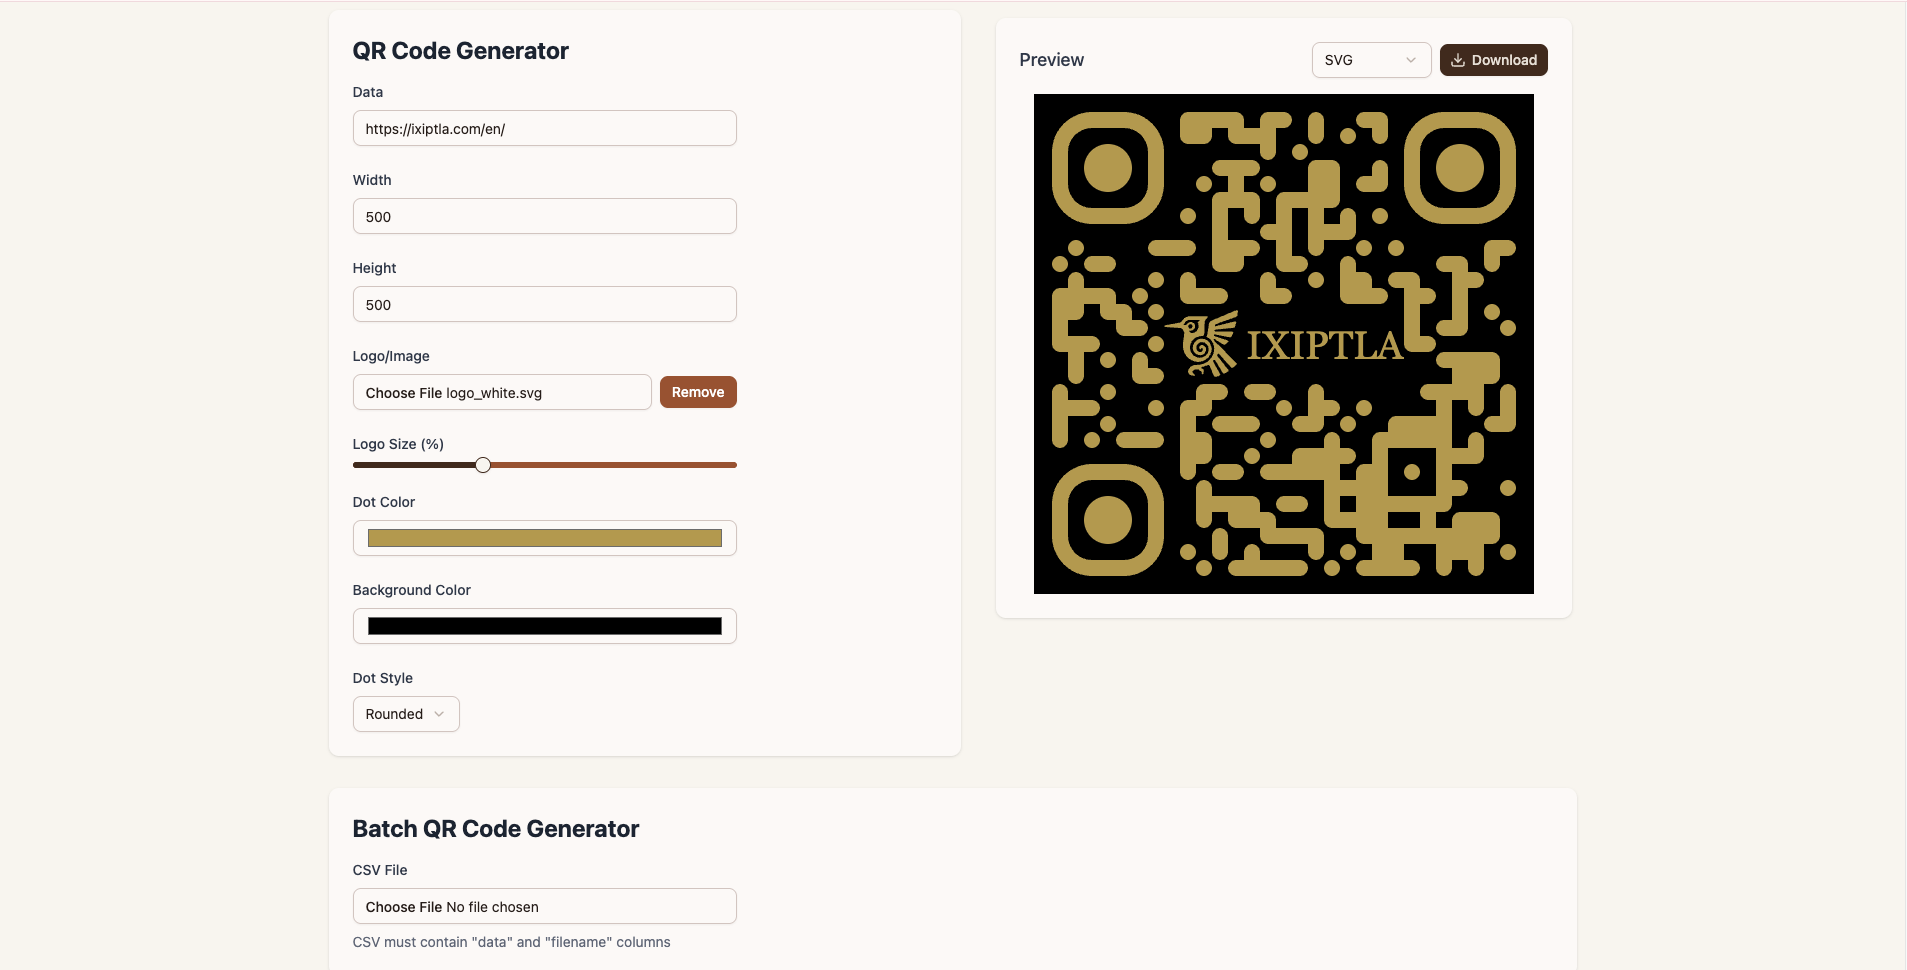 QR Code Generator
Data
https://ixiptla.com/en/
Width
500
Height
500
Logo/Image
Choose File logo_white.svg
Remove
Logo Size (%)
Dot Color
Background Color
Dot Style
Rounded
Preview
SVG
Download
IXIPTLA
Batch QR Code Generator
CSV File
Choose File No file chosen
CSV must contain "data" and "filename" columns